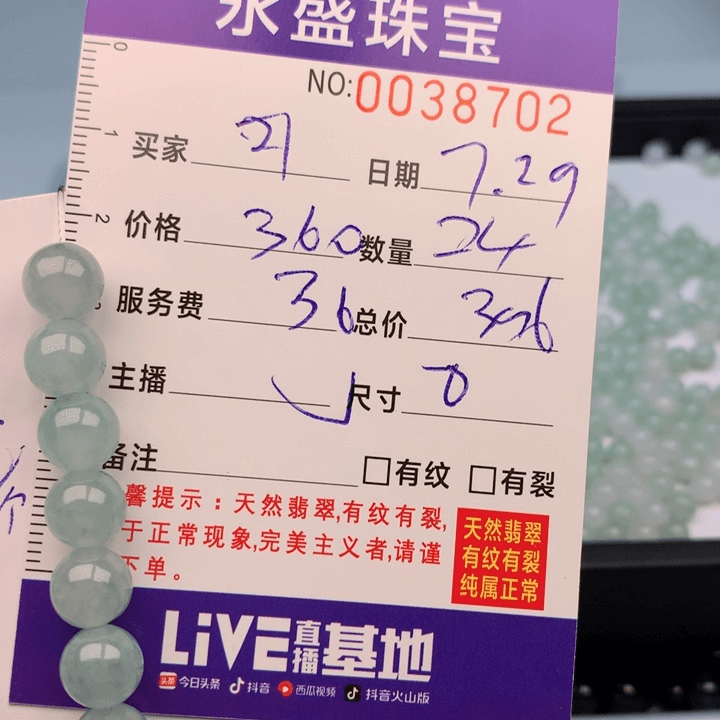 永盛珠宝
NO:0038702
买家 日期 7.29
价格 360 数量 24
服务费 36 总价 396
主播 尺寸
备注 □有纹 □有裂
馨提示：天然翡翠,有纹有裂,
于正常现象,完美主义者,请谨
下单。
天然翡翠
有纹有裂
纯属正常
LiVE直播基地
头条 今日头条 抖音 西瓜视频 抖音火山版
0
1
2